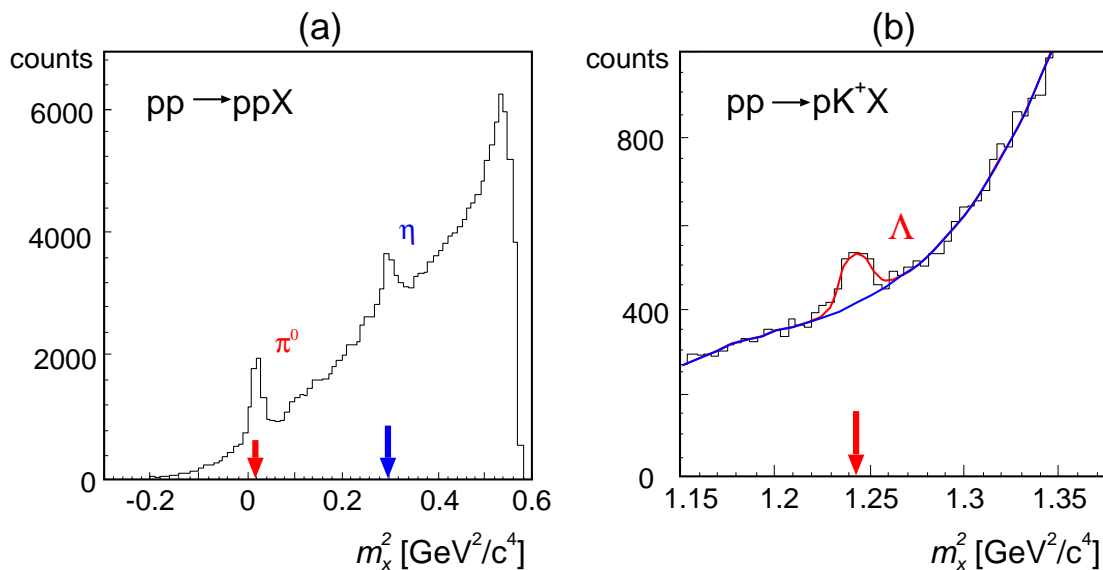 (a)
counts
pp → ppX
6000
4000
2000
0
η
π⁰
-0.2 0 0.2 0.4 0.6
m²ₓ [GeV²/c⁴]
(b)
counts
pp → pK⁺X
800
400
0
Λ
1.15 1.2 1.25 1.3 1.35
m²ₓ [GeV²/c⁴]